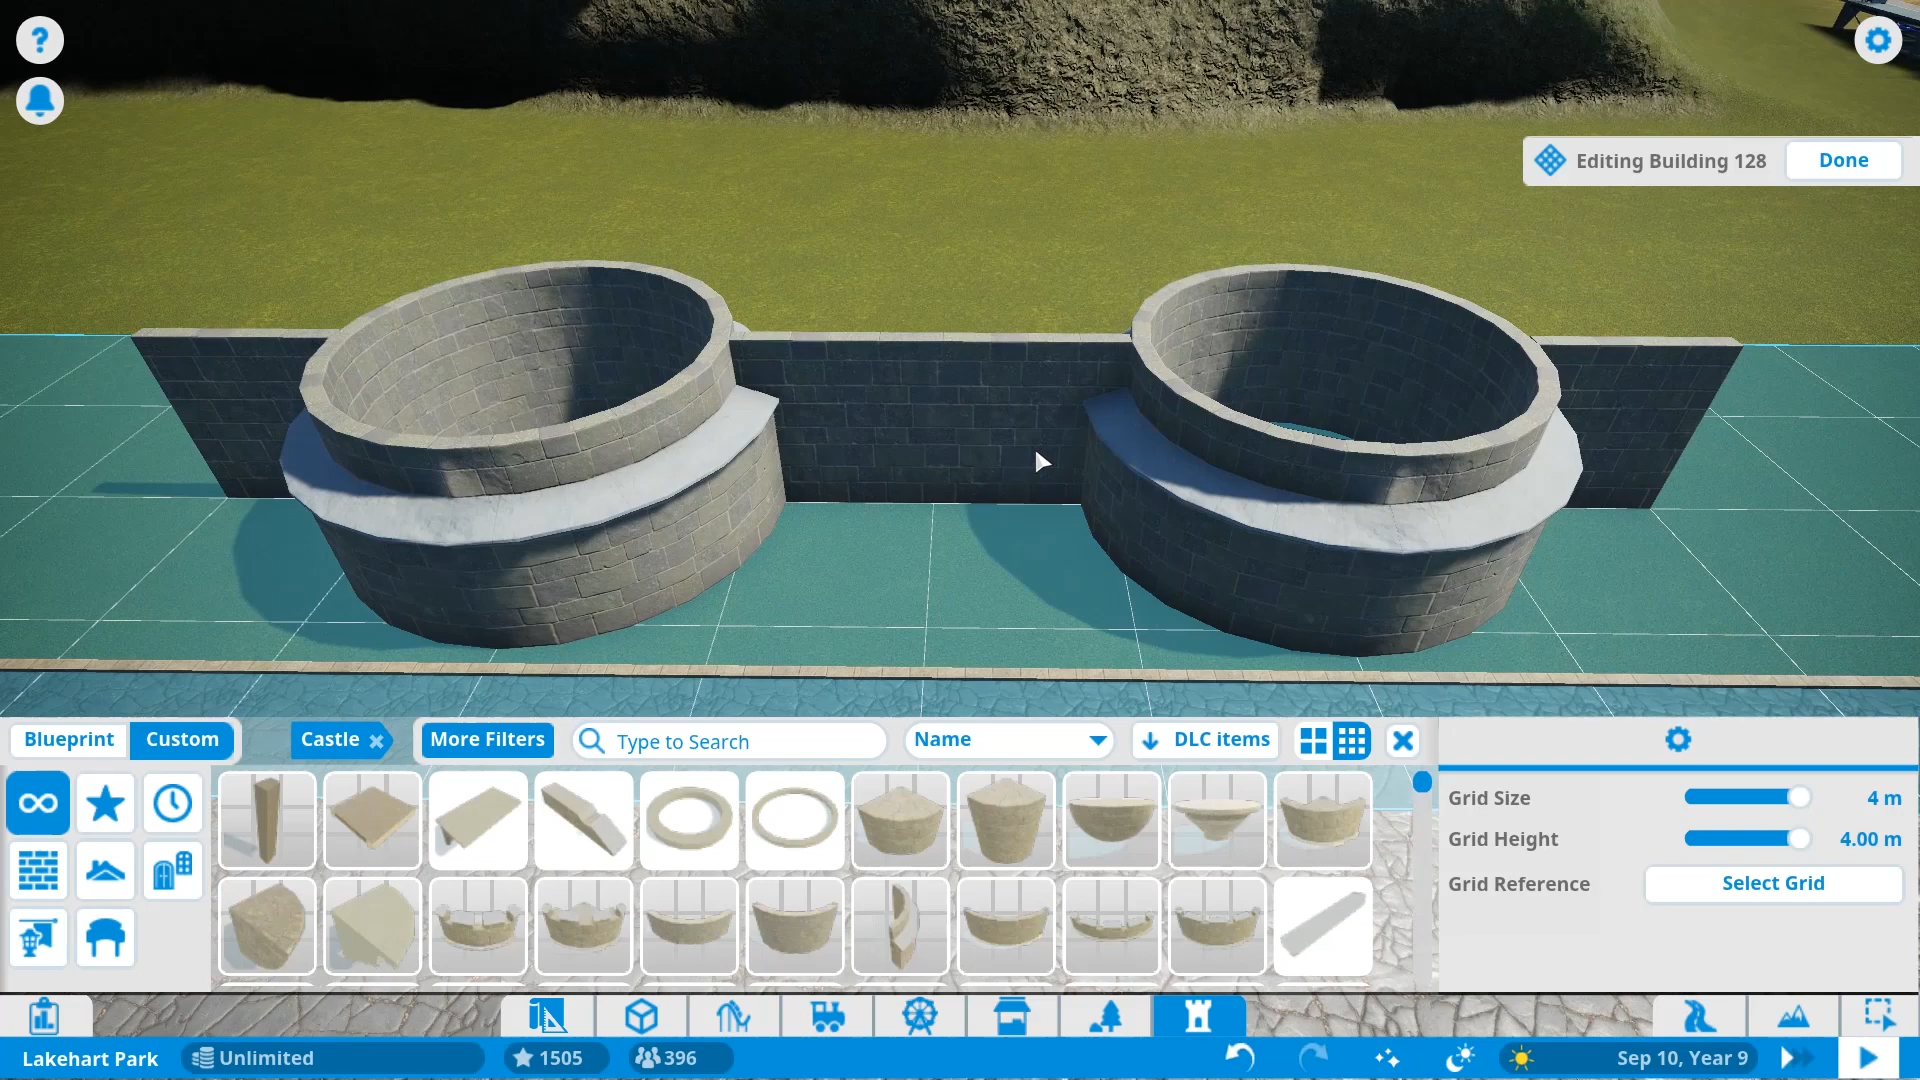 ?
Editing Building 128
Done
Blueprint
Custom
Castle
More Filters
Type to Search
Name
DLC items
Grid Size
4 m
Grid Height
4.00 m
Grid Reference
Select Grid
Lakehart Park
Unlimited
1505
396
Sep 10, Year 9